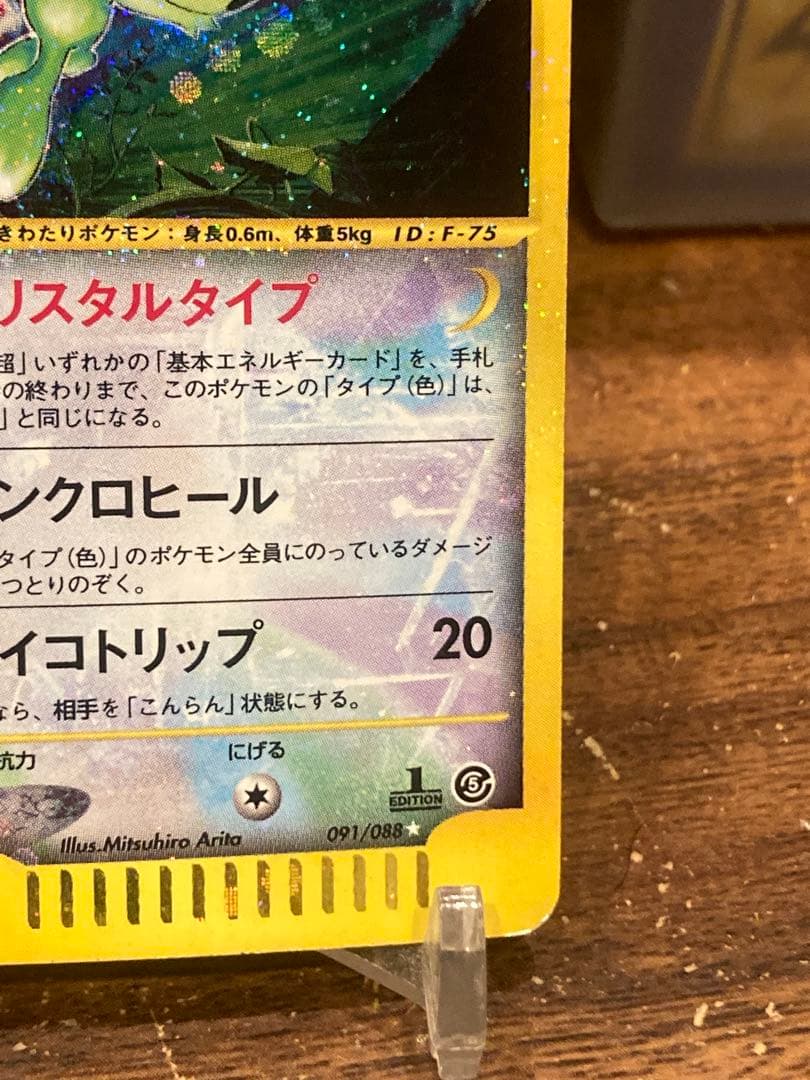 きわたりポケモン：身長0.6m、体重5kg ID：F-75
リスタルタイプ
超」いずれかの「基本エネルギーカード」を、手札
の終わりまで、このポケモンの「タイプ（色）」は、
」と同じになる。
ンクロヒール
タイプ（色）」のポケモン全員にのっているダメージ
つとりのぞく。
イコトリップ 20
なら、相手を「こんらん」状態にする。
抗力 にげる
1 EDITION 5
Illus.Mitsuhiro Arita 091/088★